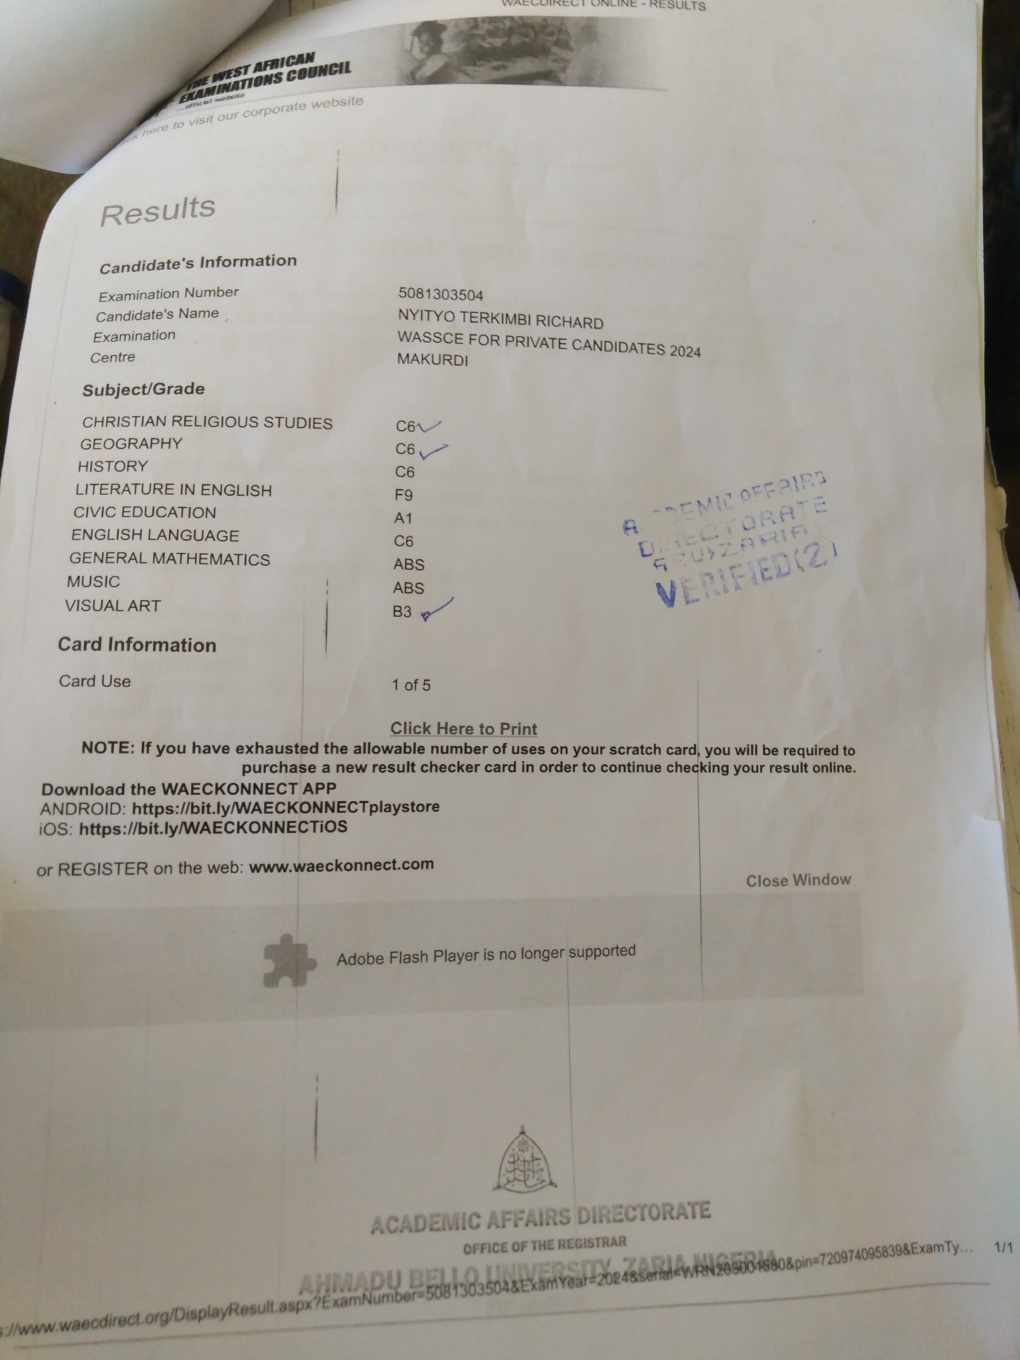 WAECDIRECT ONLINE - RESULTS
THE WEST AFRICAN
EXAMINATIONS COUNCIL
...official website
here to visit our corporate website
Results
Candidate's Information
Examination Number 5081303504
Candidate's Name NYITYO TERKIMBI RICHARD
Examination WASSCE FOR PRIVATE CANDIDATES 2024
Centre MAKURDI
Subject/Grade
CHRISTIAN RELIGIOUS STUDIES C6
GEOGRAPHY C6
HISTORY C6
LITERATURE IN ENGLISH F9
CIVIC EDUCATION A1
ENGLISH LANGUAGE C6
GENERAL MATHEMATICS ABS
MUSIC ABS
VISUAL ART B3
DIRECTORATE
VERIFIED(2)
Card Information
Card Use 1 of 5
Click Here to Print
NOTE: If you have exhausted the allowable number of uses on your scratch card, you will be required to
purchase a new result checker card in order to continue checking your result online.
Download the WAECKONNECT APP
ANDROID: https://bit.ly/WAECKONNECTplaystore
iOS: https://bit.ly/WAECKONNECTiOS
or REGISTER on the web: www.waeckonnect.com
Close Window
Adobe Flash Player is no longer supported
ACADEMIC AFFAIRS DIRECTORATE
OFFICE OF THE REGISTRAR
AHMADU BELLO UNIVERSITY, ZARIA NIGERIA
s://www.waecdirect.org/DisplayResult.aspx?ExamNumber=5081303504&ExamYear=2024&serial= &pin=720974095839&ExamTy... 1/1